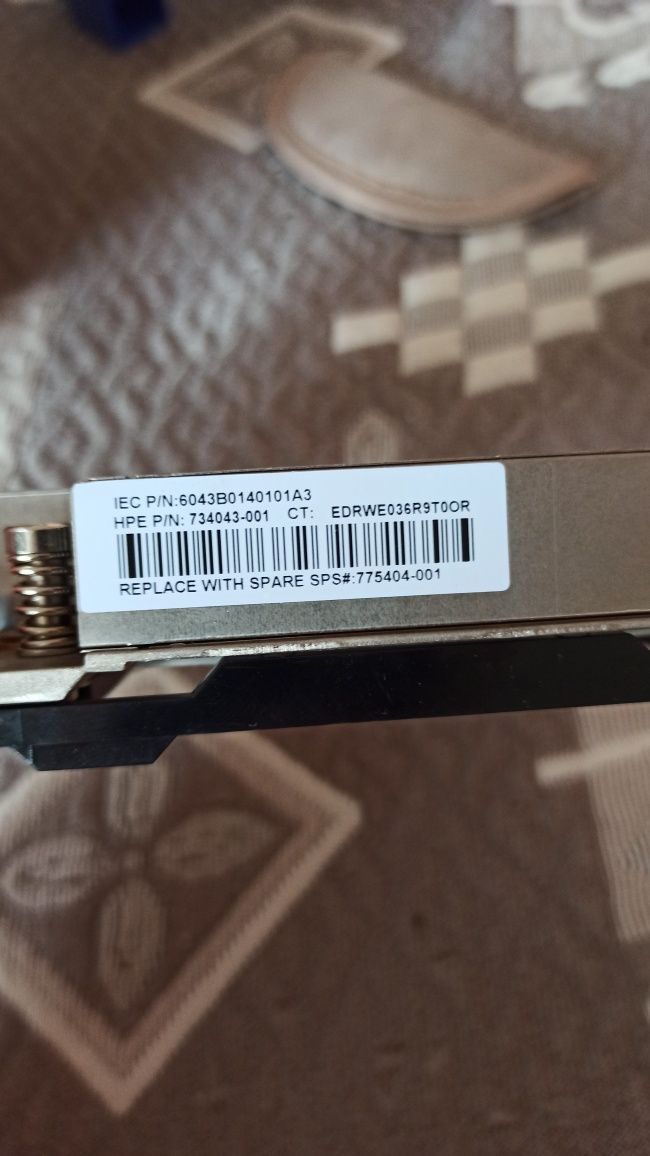 IEC P/N:6043B0140101A3
HPE P/N: 734043-001 CT: EDRWE036R9T0OR
REPLACE WITH SPARE SPS#:775404-001